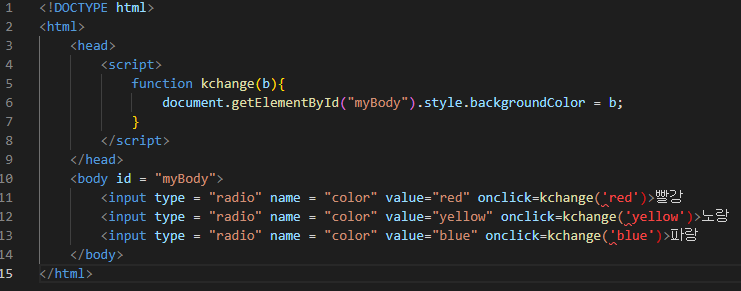 1 <!DOCTYPE html>
2 <html>
3 <head>
4 <script>
5 function kchange(b){
6 document.getElementById("myBody").style.backgroundColor = b;
7 }
8 </script>
9 </head>
10 <body id = "myBody">
11 <input type = "radio" name = "color" value="red" onclick=kchange('red')>빨강
12 <input type = "radio" name = "color" value="yellow" onclick=kchange('yellow')>노랑
13 <input type = "radio" name = "color" value="blue" onclick=kchange('blue')>파랑
14 </body>
15 </html>